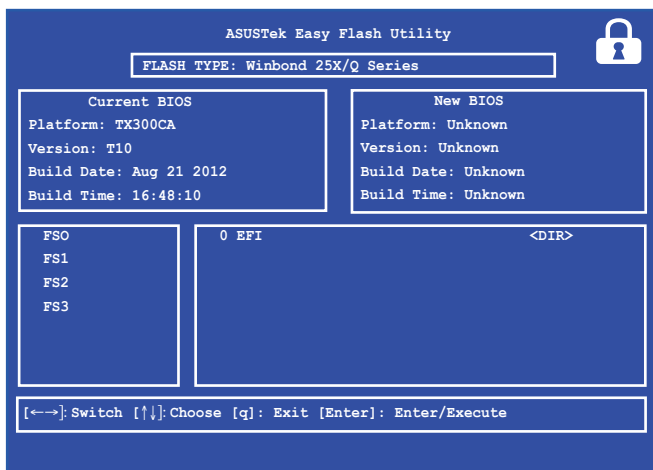 ASUSTek Easy Flash Utility
FLASH TYPE: Winbond 25X/Q Series
Current BIOS
Platform: TX300CA
Version: T10
Build Date: Aug 21 2012
Build Time: 16:48:10
New BIOS
Platform: Unknown
Version: Unknown
Build Date: Unknown
Build Time: Unknown
FSO
FS1
FS2
FS3
0 EFI <DIR>
[←→]: Switch [↑↓]: Choose [q]: Exit [Enter]: Enter/Execute